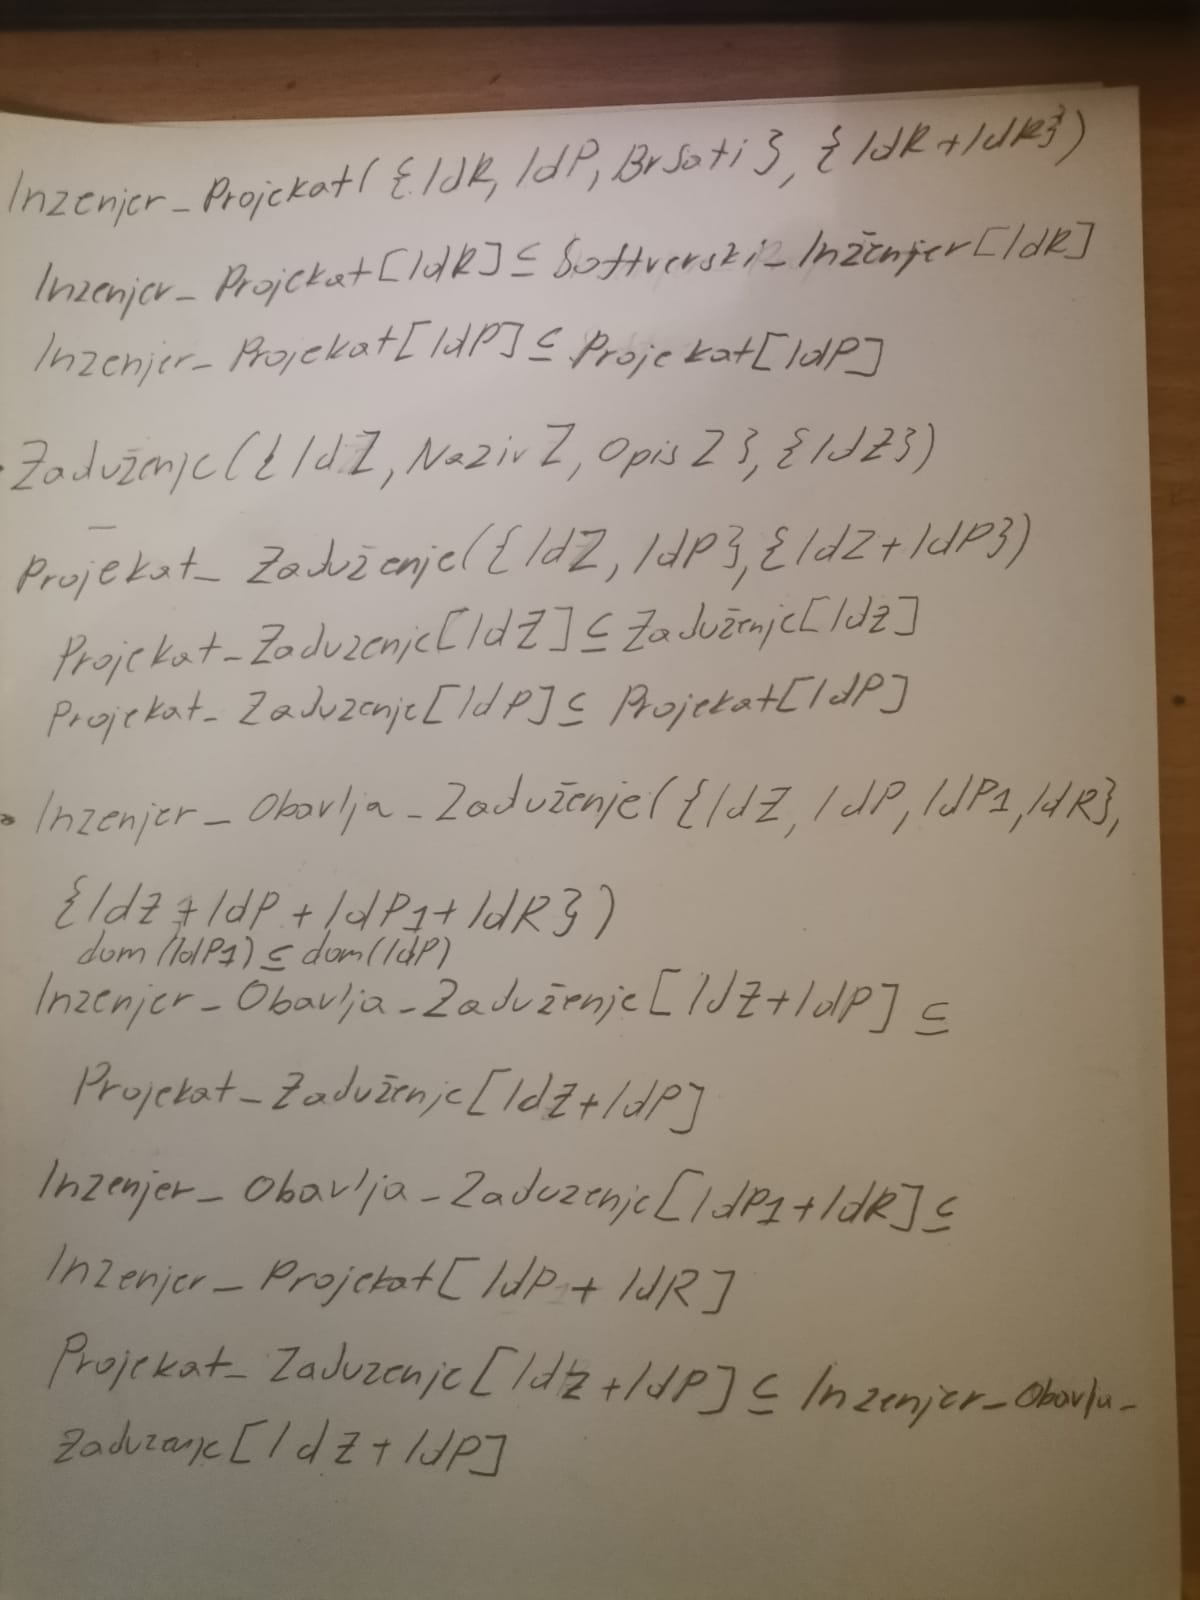 Inzenjer_Projekat({IdR, IdP, BrSati}, {IdR+IdR})
Inzenjer_Projekat[IdR] ⊆ Softverski_Inženjer[IdR]
Inzenjer_Projekat[IdP] ⊆ Projekat[IdP]
Zaduženje({IdZ, NazivZ, OpisZ}, {IdZ})
Projekat_Zaduženje({IdZ, IdP}, {IdZ+IdP})
Projekat_Zaduzenje[IdZ] ⊆ Zaduženje[IdZ]
Projekat_Zaduzenje[IdP] ⊆ Projekat[IdP]
Inzenjer_Obavlja_Zaduženje({IdZ, IdP, IdP1, IdR},
{IdZ+IdP+IdP1+IdR})
dom(IdP1) ⊆ dom(IdP)
Inzenjer_Obavlja_Zaduženje[IdZ+IdP] ⊆
Projekat_Zaduženje[IdZ+IdP]
Inzenjer_Obavlja_Zaduzenje[IdP1+IdR] ⊆
Inzenjer_Projekat[IdP+IdR]
Projekat_Zaduzenje[IdZ+IdP] ⊆ Inzenjer_Obavlja_
Zaduzenje[IdZ+IdP]